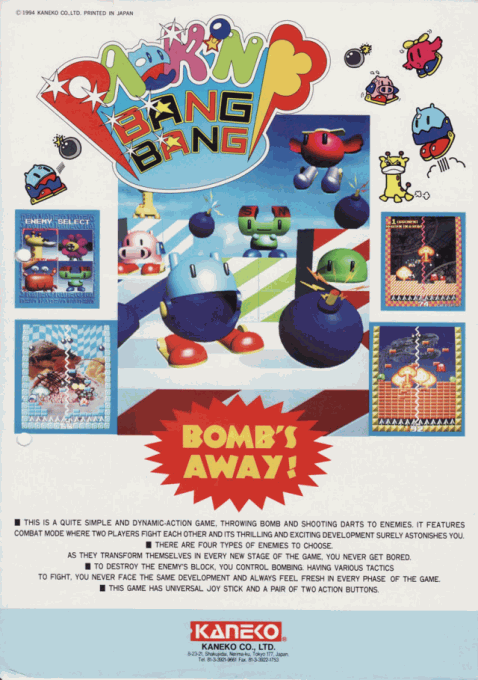 © 1994 KANEKO CO., LTD. PRINTED IN JAPAN
PACK'N
BANG
BANG
ENEMY SELECT
BOMB'S
AWAY!
■ THIS IS A QUITE SIMPLE AND DYNAMIC-ACTION GAME, THROWING BOMB AND SHOOTING DARTS TO ENEMIES. IT FEATURES
COMBAT MODE WHERE TWO PLAYERS FIGHT EACH OTHER AND ITS THRILLING AND EXCITING DEVELOPMENT SURELY ASTONISHES YOU.
■ THERE ARE FOUR TYPES OF ENEMIES TO CHOOSE.
AS THEY TRANSFORM THEMSELVES IN EVERY NEW STAGE OF THE GAME, YOU NEVER GET BORED.
■ TO DESTROY THE ENEMY'S BLOCK, YOU CONTROL BOMBING. HAVING VARIOUS TACTICS
TO FIGHT, YOU NEVER FACE THE SAME DEVELOPMENT AND ALWAYS FEEL FRESH IN EVERY PHASE OF THE GAME.
■ THIS GAME HAS UNIVERSAL JOY STICK AND A PAIR OF TWO ACTION BUTTONS.
KANEKO
KANEKO CO., LTD.
Tokyo 177, Japan